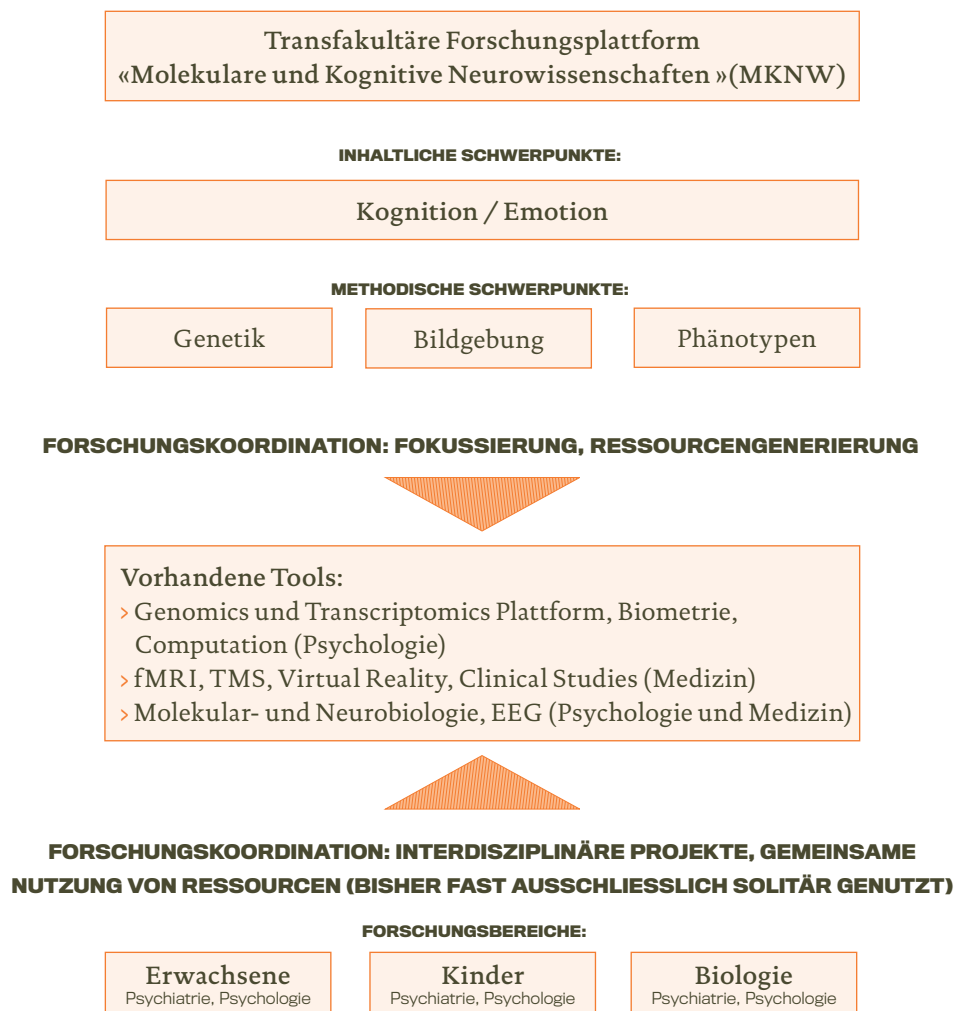 Transfakultäre Forschungsplattform
«Molekulare und Kognitive Neurowissenschaften »(MKNW)
INHALTLICHE SCHWERPUNKTE:
Kognition / Emotion
METHODISCHE SCHWERPUNKTE:
Genetik
Bildgebung
Phänotypen
FORSCHUNGSKOORDINATION: FOKUSSIERUNG, RESSOURCENGENERIERUNG
Vorhandene Tools:
› Genomics und Transcriptomics Plattform, Biometrie,
Computation (Psychologie)
› fMRI, TMS, Virtual Reality, Clinical Studies (Medizin)
› Molekular- und Neurobiologie, EEG (Psychologie und Medizin)
FORSCHUNGSKOORDINATION: INTERDISZIPLINÄRE PROJEKTE, GEMEINSAME
NUTZUNG VON RESSOURCEN (BISHER FAST AUSSCHLIESSLICH SOLITÄR GENUTZT)
FORSCHUNGSBEREICHE:
Erwachsene
Psychiatrie, Psychologie
Kinder
Psychiatrie, Psychologie
Biologie
Psychiatrie, Psychologie